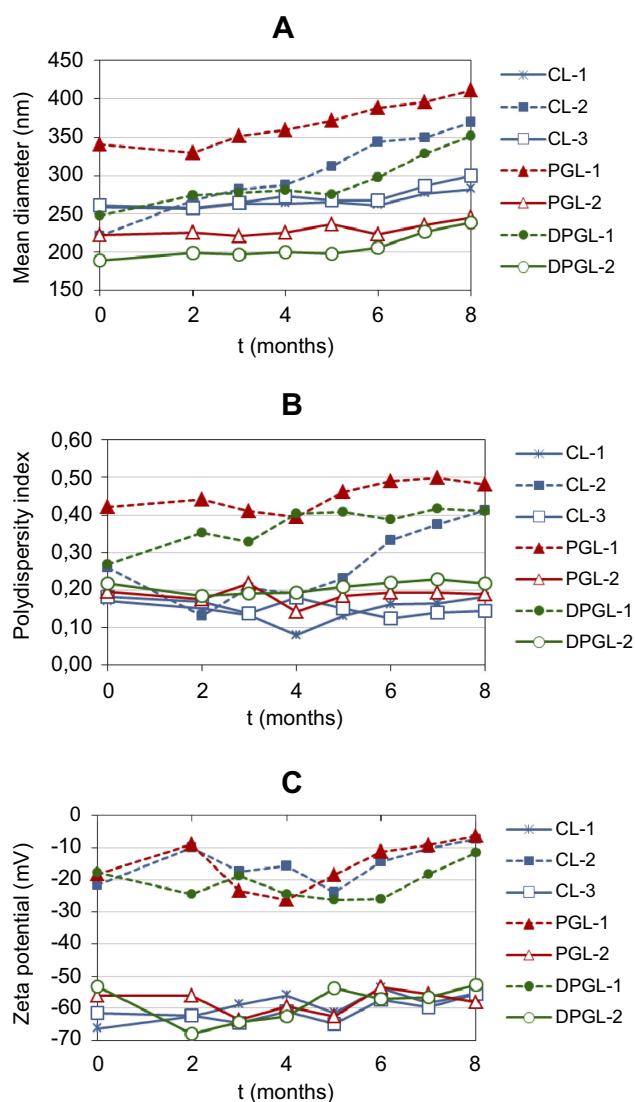 A
Mean diameter (nm)
450
400
350
300
250
200
150
0 2 4 6 8
t (months)
CL-1
CL-2
CL-3
PGL-1
PGL-2
DPGL-1
DPGL-2
B
Polydispersity index
0,60
0,50
0,40
0,30
0,20
0,10
0,00
0 2 4 6 8
t (months)
CL-1
CL-2
CL-3
PGL-1
PGL-2
DPGL-1
DPGL-2
C
Zeta potential (mV)
0
-10
-20
-30
-40
-50
-60
-70
0 2 4 6 8
t (months)
CL-1
CL-2
CL-3
PGL-1
PGL-2
DPGL-1
DPGL-2